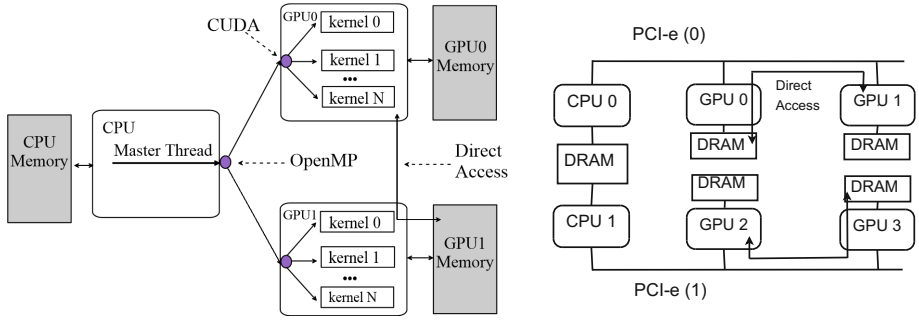 CUDA
GPU0
kernel 0
kernel 1
•••
kernel N
GPU0
Memory
CPU
Memory
CPU
Master Thread
OpenMP
Direct
Access
GPU1
kernel 0
kernel 1
•••
kernel N
GPU1
Memory
PCI-e (0)
CPU 0
GPU 0
Direct
Access
GPU 1
DRAM
DRAM
DRAM
DRAM
DRAM
CPU 1
GPU 2
GPU 3
PCI-e (1)